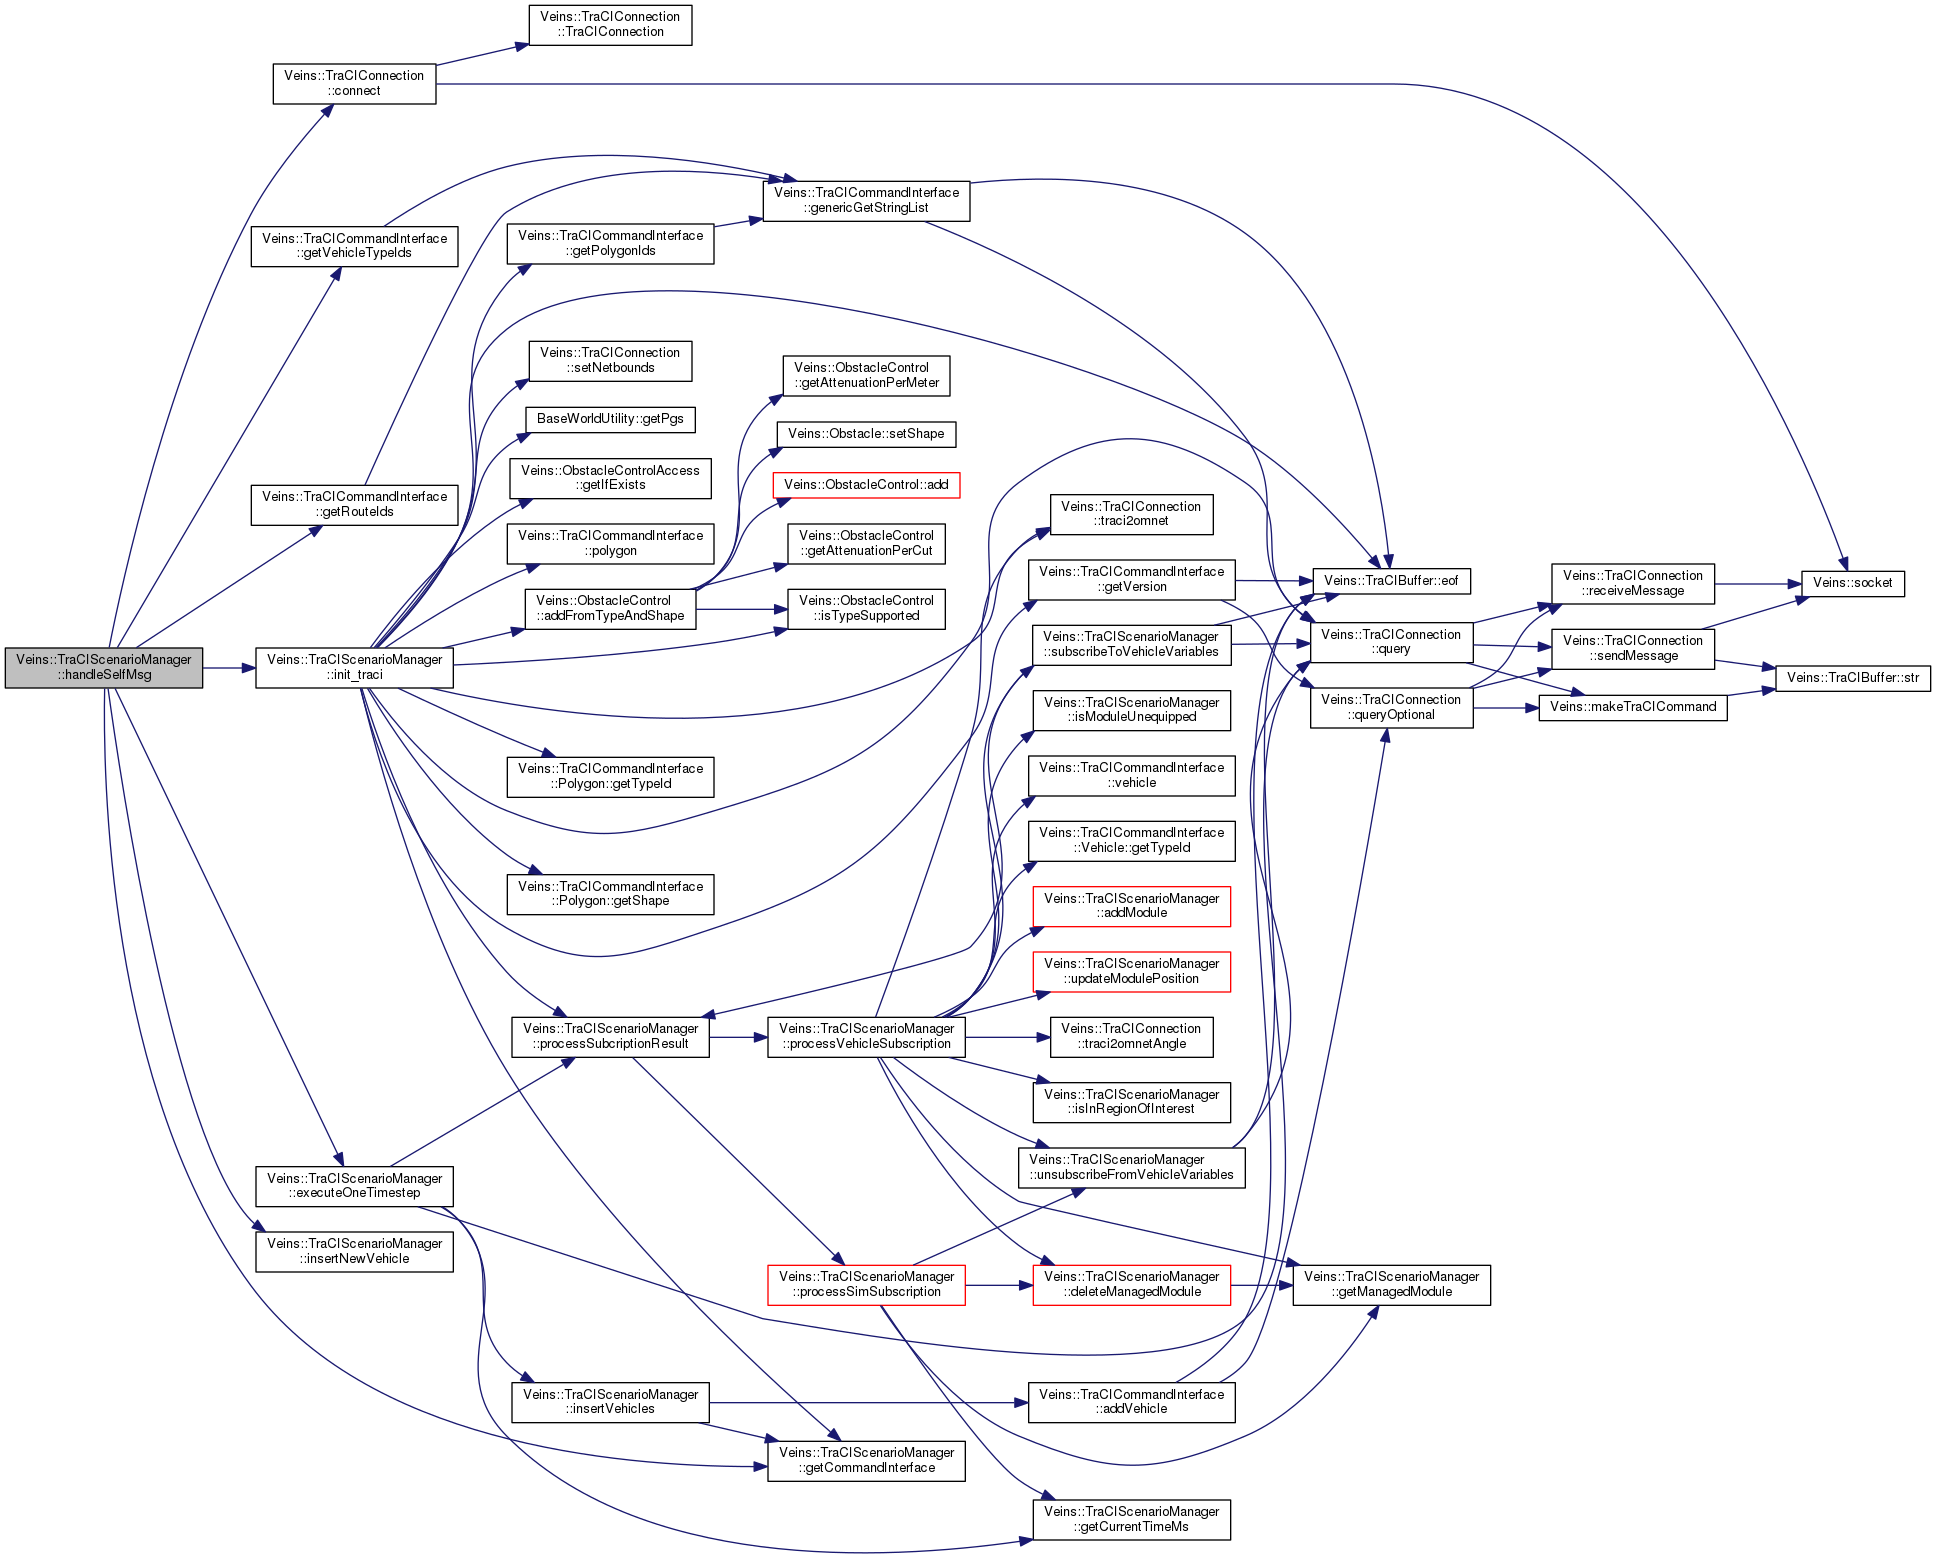 Veins::TraCIConnection
::TraCIConnection
Veins::TraCIConnection
::connect
Veins::TraCICommandInterface
::genericGetStringList
Veins::TraCICommandInterface
::getVehicleTypeIds
Veins::TraCICommandInterface
::getPolygonIds
Veins::TraCIConnection
::setNetbounds
Veins::ObstacleControl
::getAttenuationPerMeter
BaseWorldUtility::getPgs
Veins::Obstacle::setShape
Veins::ObstacleControlAccess
::getIfExists
Veins::ObstacleControl::add
Veins::TraCICommandInterface
::getRouteIds
Veins::TraCIConnection
::traci2omnet
Veins::TraCICommandInterface
::polygon
Veins::ObstacleControl
::getAttenuationPerCut
Veins::TraCICommandInterface
::getVersion
Veins::TraCIBuffer::eof
Veins::TraCIConnection
::receiveMessage
Veins::socket
Veins::ObstacleControl
::addFromTypeAndShape
Veins::ObstacleControl
::isTypeSupported
Veins::TraCIScenarioManager
::subscribeToVehicleVariables
Veins::TraCIConnection
::query
Veins::TraCIConnection
::sendMessage
Veins::TraCIScenarioManager
::handleSelfMsg
Veins::TraCIScenarioManager
::init_traci
Veins::TraCIBuffer::str
Veins::TraCIScenarioManager
::isModuleUnequipped
Veins::TraCIConnection
::queryOptional
Veins::makeTraCICommand
Veins::TraCICommandInterface
::Polygon::getTypeId
Veins::TraCICommandInterface
::vehicle
Veins::TraCICommandInterface
::Vehicle::getTypeId
Veins::TraCICommandInterface
::Polygon::getShape
Veins::TraCIScenarioManager
::addModule
Veins::TraCIScenarioManager
::updateModulePosition
Veins::TraCIScenarioManager
::processSubcriptionResult
Veins::TraCIScenarioManager
::processVehicleSubscription
Veins::TraCIConnection
::traci2omnetAngle
Veins::TraCIScenarioManager
::isInRegionOfInterest
Veins::TraCIScenarioManager
::unsubscribeFromVehicleVariables
Veins::TraCIScenarioManager
::executeOneTimestep
Veins::TraCIScenarioManager
::insertNewVehicle
Veins::TraCIScenarioManager
::processSimSubscription
Veins::TraCIScenarioManager
::deleteManagedModule
Veins::TraCIScenarioManager
::getManagedModule
Veins::TraCIScenarioManager
::insertVehicles
Veins::TraCICommandInterface
::addVehicle
Veins::TraCIScenarioManager
::getCommandInterface
Veins::TraCIScenarioManager
::getCurrentTimeMs